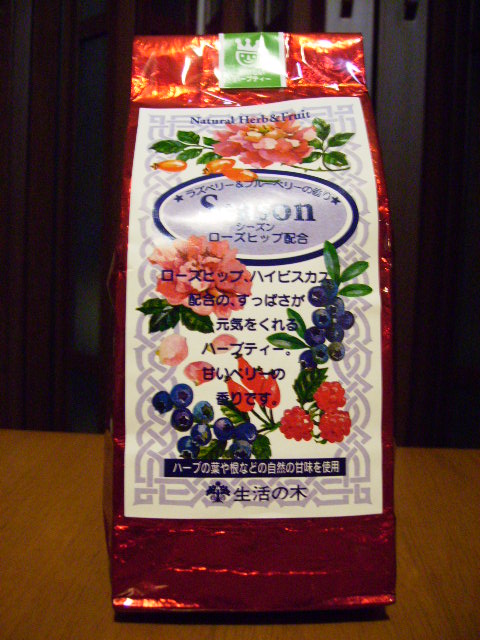 ハーブティー
Natural Herb & Fruit
★ラズベリー&ブルーベリーの香り★
Season
シーズン
ローズヒップ配合
ローズヒップ、ハイビスカス
配合の、すっぱさが
元気をくれる
ハーブティー。
甘いベリーの
香りです。
ハーブの葉や根などの自然の甘味を使用
生活の木